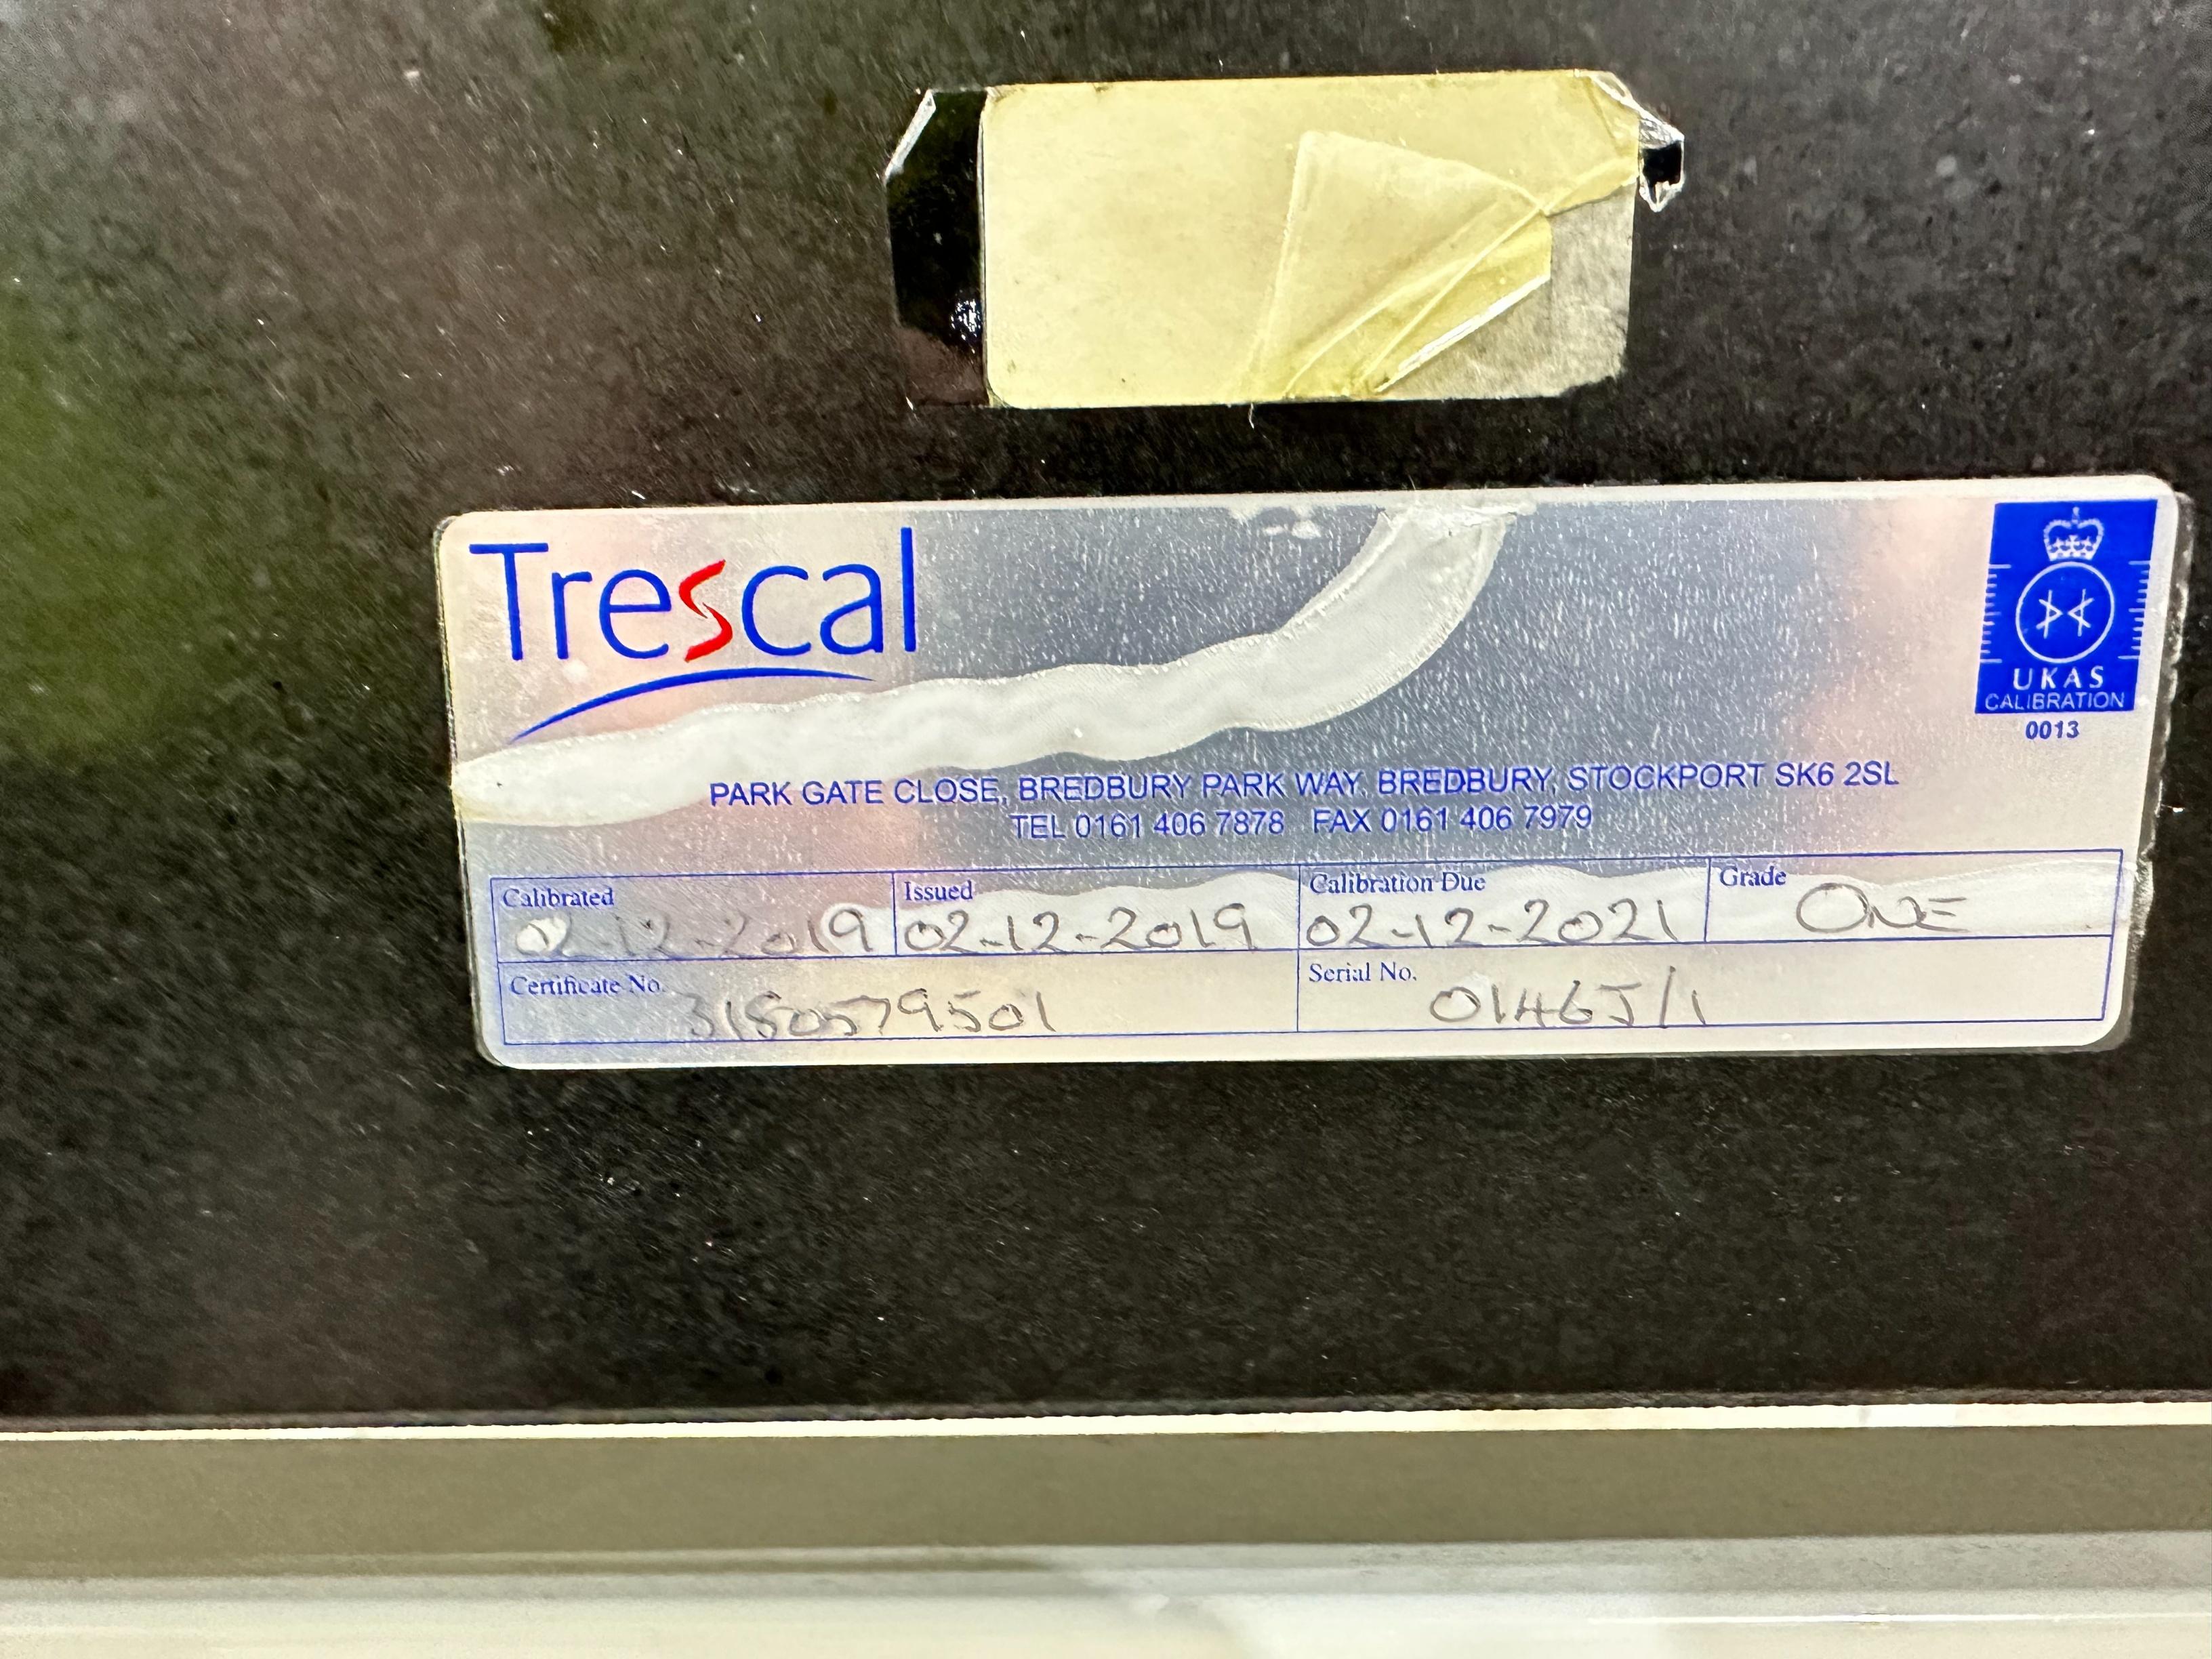 Trescal
UKAS
CALIBRATION
0013
PARK GATE CLOSE, BREDBURY PARK WAY, BREDBURY, STOCKPORT SK6 2SL
TEL 0161 406 7878 FAX 0161 406 7979
Calibrated Issued Calibration Due Grade
02-12-2019 02-12-2019 02-12-2021 ONE
Certificate No. Serial No.
3180579501 0146J/1